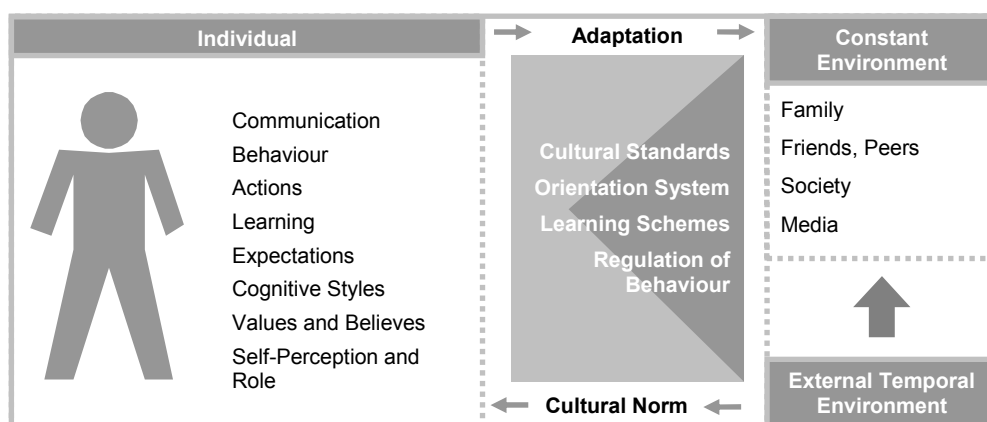 Individual
Communication
Behaviour
Actions
Learning
Expectations
Cognitive Styles
Values and Believes
Self-Perception and
Role
Adaptation
Cultural Standards
Orientation System
Learning Schemes
Regulation of
Behaviour
Cultural Norm
Constant
Environment
Family
Friends, Peers
Society
Media
External Temporal
Environment